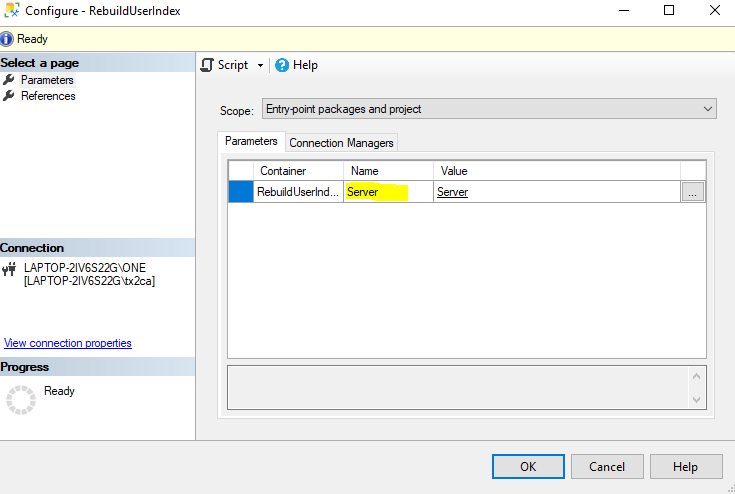 Configure - RebuildUserIndex
Ready
Select a page
Parameters
References
Script
Help
Scope:
Entry-point packages and project
Parameters
Connection Managers
Container Name Value
RebuildUserInd... Server Server ...
Connection
LAPTOP-2IV6S22G\ONE
[LAPTOP-2IV6S22G\tx2ca]
View connection properties
Progress
Ready
OK
Cancel
Help